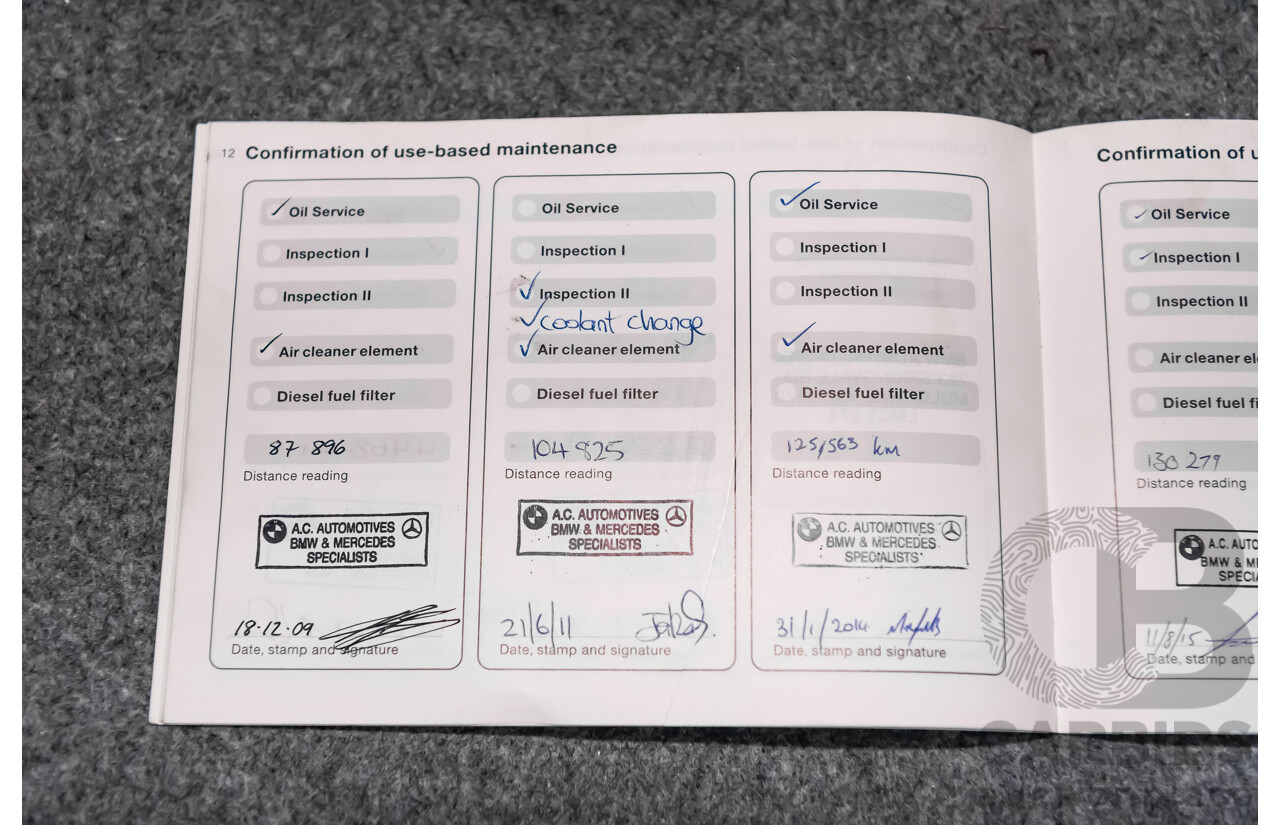 12 Confirmation of use-based maintenance
Oil Service
Inspection I
Inspection II
Air cleaner element
Diesel fuel filter
87 896
Distance reading
A.C. AUTOMOTIVES
BMW & MERCEDES
SPECIALISTS
18-12-09
Date, stamp and signature
Oil Service
Inspection I
Inspection II
coolant change
Air cleaner element
Diesel fuel filter
104 825
Distance reading
A.C. AUTOMOTIVES
BMW & MERCEDES
SPECIALISTS
21/6/11
Date, stamp and signature
Oil Service
Inspection I
Inspection II
Air cleaner element
Diesel fuel filter
125,563 km
Distance reading
A.C. AUTOMOTIVES
BMW & MERCEDES
SPECIALISTS
31/1/2014
Date, stamp and signature
Confirmation of
Oil Service
Inspection I
Inspection II
Air cleaner
Diesel fuel
130 279
Distance reading
A.C.
BMW &
11/8/15
Date, stamp and
CARBIDS